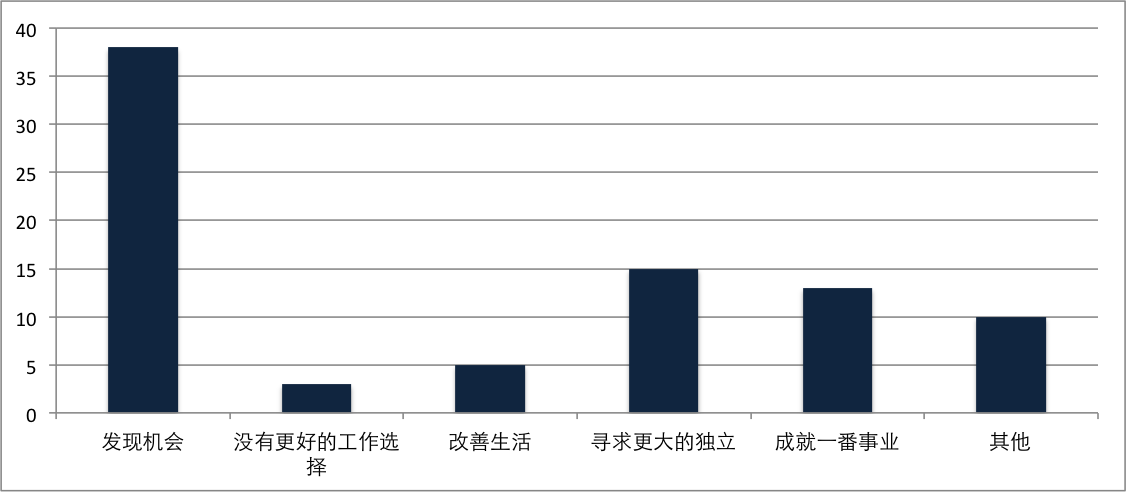 40
35
30
25
20
15
10
5
0
发现机会
没有更好的工作选
择
改善生活
寻求更大的独立
成就一番事业
其他